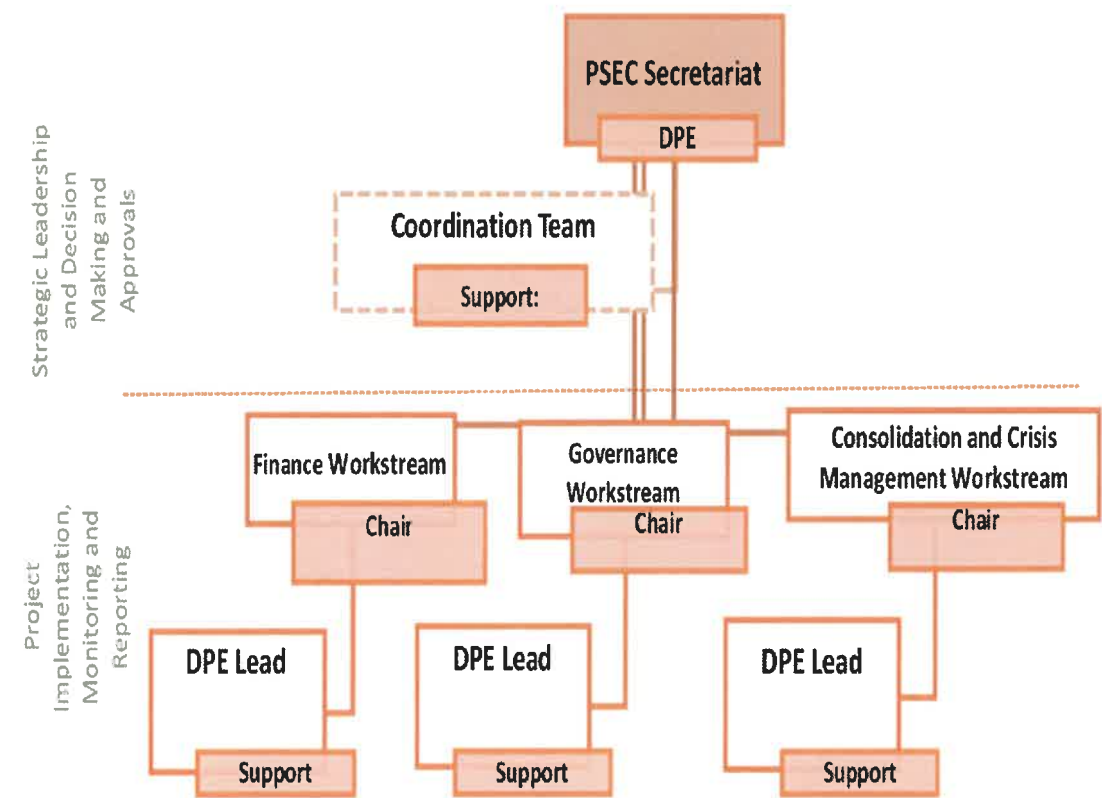 PSEC Secretariat
DPE
Strategic Leadership
and Decision
Making and
Approvals
Coordination Team
Support:
Finance Workstream
Chair
Governance
Workstream
Chair
Consolidation and Crisis
Management Workstream
Chair
Project
Implementation,
Monitoring and
Reporting
DPE Lead
Support
DPE Lead
Support
DPE Lead
Support